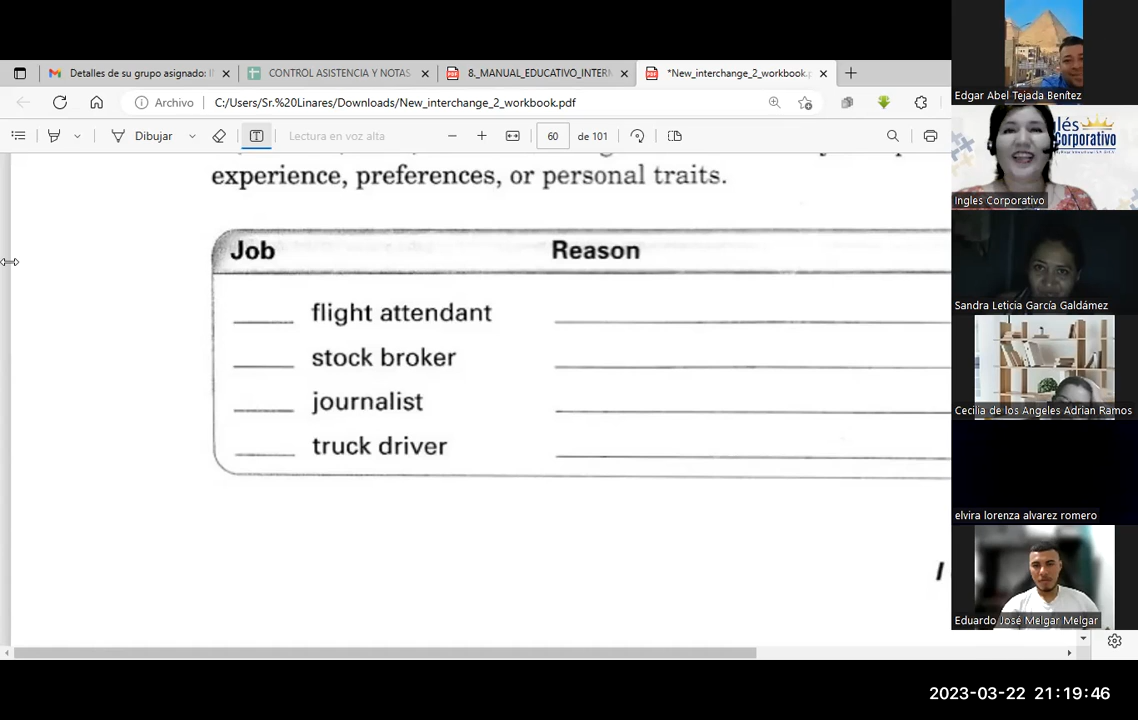 Detalles de su grupo asignado: I
CONTROL ASISTENCIA Y NOTAS
8._MANUAL_EDUCATIVO_INTERM
*New_interchange_2_workbook.p
Archivo
C:/Users/Sr.%20Linares/Downloads/New_interchange_2_workbook.pdf
Dibujar
Lectura en voz alta
60
de 101
experience, preferences, or personal traits.
Job
Reason
flight attendant
stock broker
journalist
truck driver
I
Edgar Abel Tejada Benítez
lés
Corporativo
Ingles Corporativo
Sandra Leticia García Galdámez
Cecilia de los Angeles Adrian Ramos
elvira lorenza alvarez romero
Eduardo José Melgar Melgar
2023-03-22 21:19:46